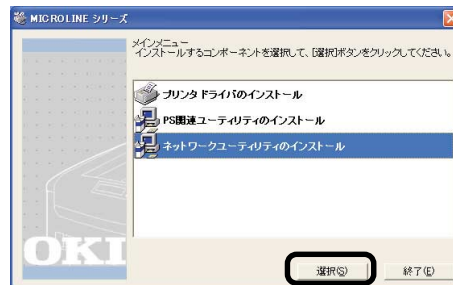 MICROLINE シリーズ
メインメニュー
インストールするコンポーネントを選択して、[選択]ボタンをクリックしてください。
プリンタドライバのインストール
PS関連ユーティリティのインストール
ネットワークユーティリティのインストール
OKI
選択(S)
終了(E)